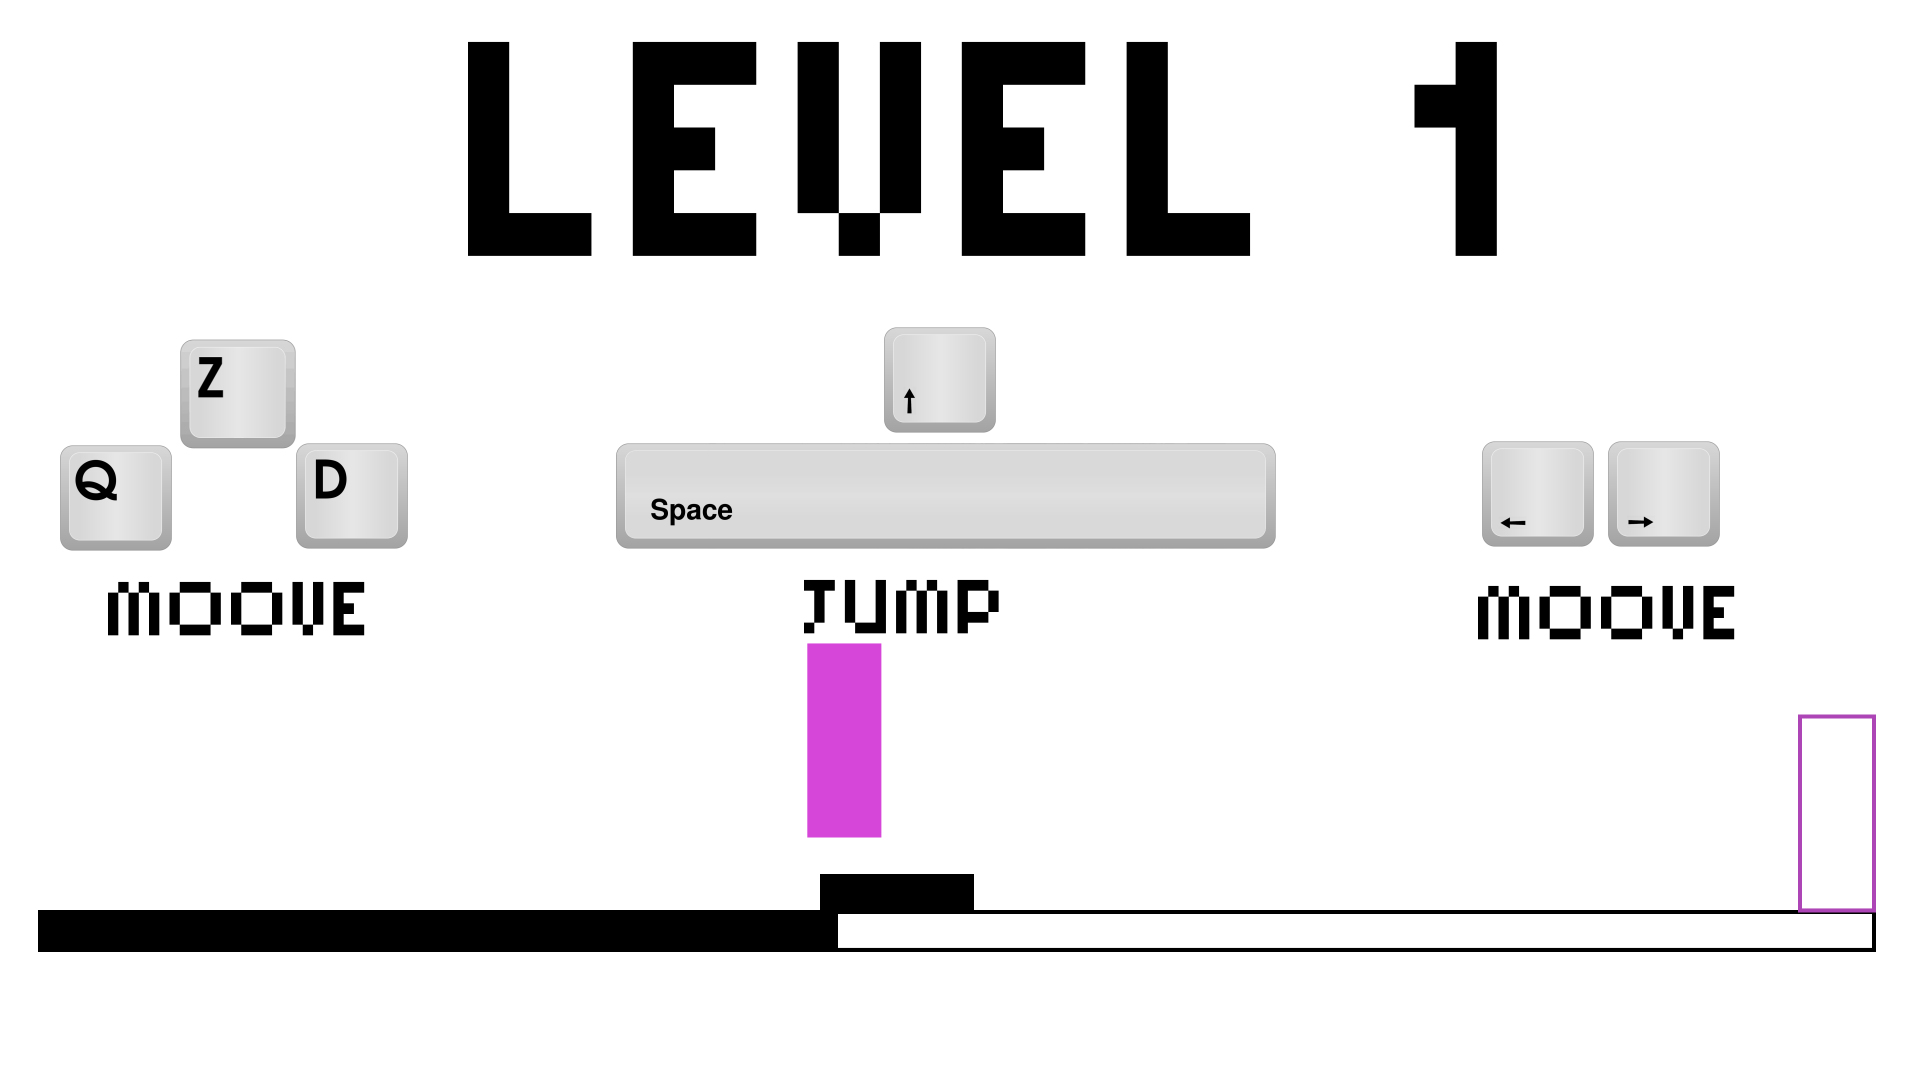 LEVEL 1
Z
Q
D
↑
Space
← →
MOOVE
JUMP
MOOVE